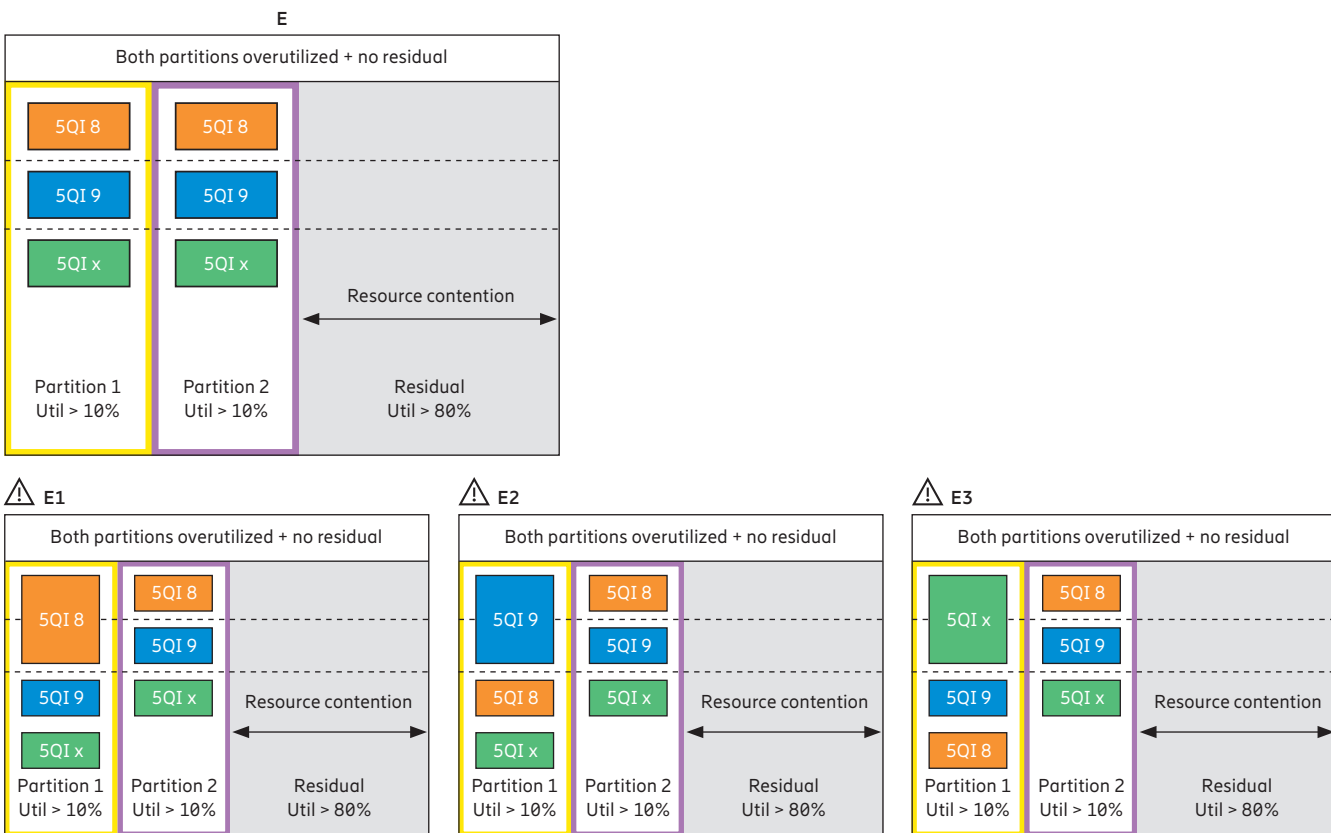 E
Both partitions overutilized + no residual
5QI 8
5QI 8
5QI 9
5QI 9
5QI x
5QI x
Resource contention
Partition 1
Util > 10%
Partition 2
Util > 10%
Residual
Util > 80%
E1
Both partitions overutilized + no residual
5QI 8
5QI 9
5QI x
5QI 8
5QI 9
5QI x
Resource contention
Partition 1
Util > 10%
Partition 2
Util > 10%
Residual
Util > 80%
E2
Both partitions overutilized + no residual
5QI 9
5QI 8
5QI x
5QI 8
5QI 9
5QI x
Resource contention
Partition 1
Util > 10%
Partition 2
Util > 10%
Residual
Util > 80%
E3
Both partitions overutilized + no residual
5QI x
5QI 9
5QI 8
5QI 8
5QI 9
5QI x
Resource contention
Partition 1
Util > 10%
Partition 2
Util > 10%
Residual
Util > 80%